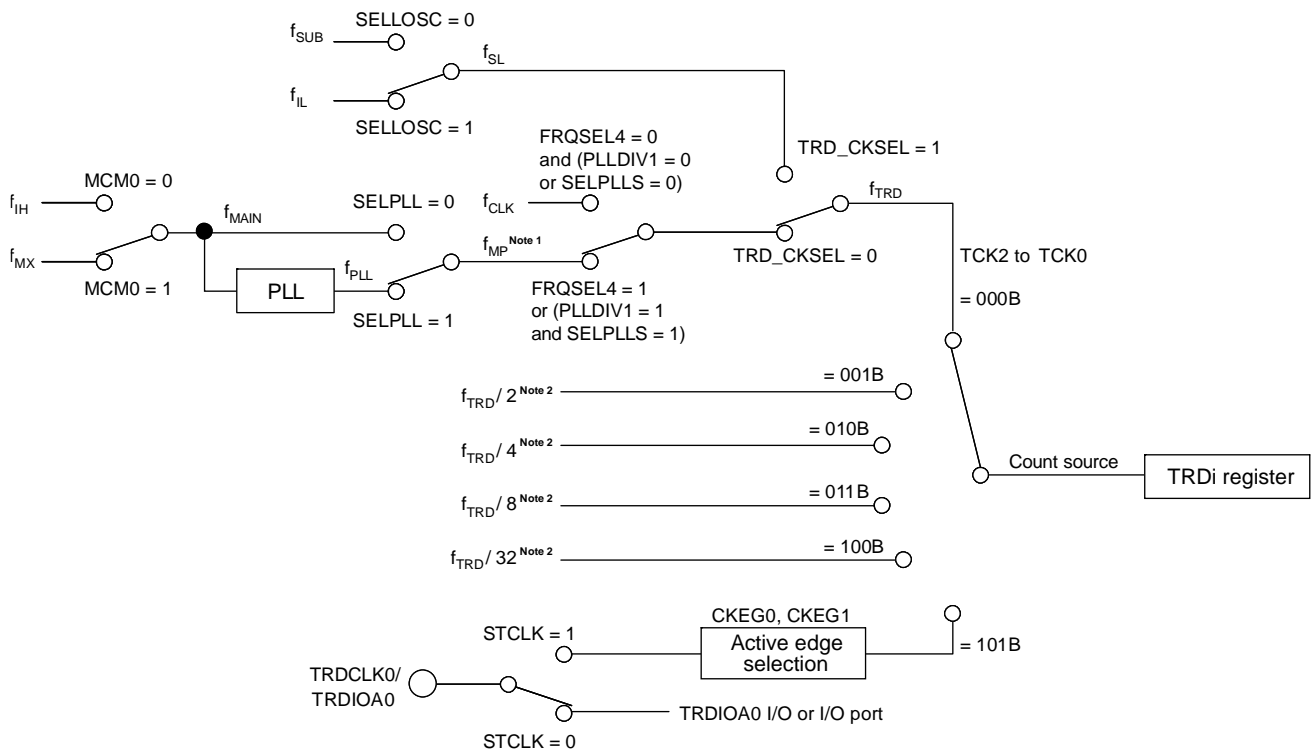 SELLOSC = 0
fSUB
fSL
fIL
SELLOSC = 1
FRQSEL4 = 0
and (PLLDIV1 = 0
or SELPLLS = 0)
TRD_CKSEL = 1
MCM0 = 0
fIH
fMAIN
SELPLL = 0
fCLK
fTRD
fMX
MCM0 = 1
PLL
fPLL
fMP Note 1
SELPLL = 1
TRD_CKSEL = 0
FRQSEL4 = 1
or (PLLDIV1 = 1
and SELPLLS = 1)
TCK2 to TCK0
= 000B
fTRD/ 2 Note 2
= 001B
fTRD/ 4 Note 2
= 010B
fTRD/ 8 Note 2
= 011B
fTRD/ 32 Note 2
= 100B
Count source
TRDi register
CKEG0, CKEG1
Active edge
selection
= 101B
STCLK = 1
TRDCLK0/
TRDIOA0
TRDIOA0 I/O or I/O port
STCLK = 0